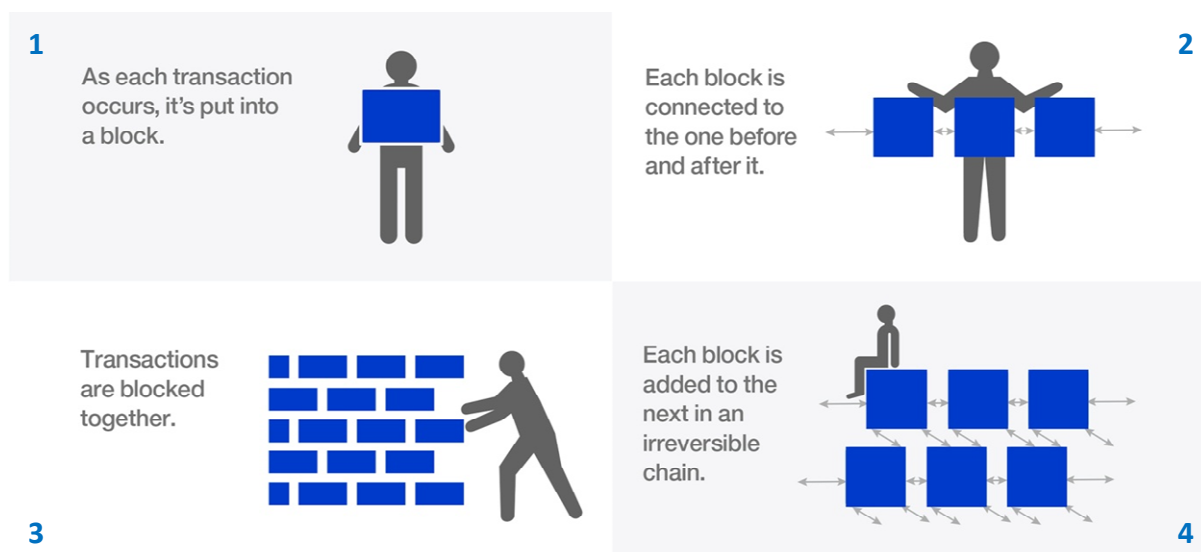 1
As each transaction
occurs, it’s put into
a block.
2
Each block is
connected to
the one before
and after it.
3
Transactions
are blocked
together.
4
Each block is
added to the
next in an
irreversible
chain.